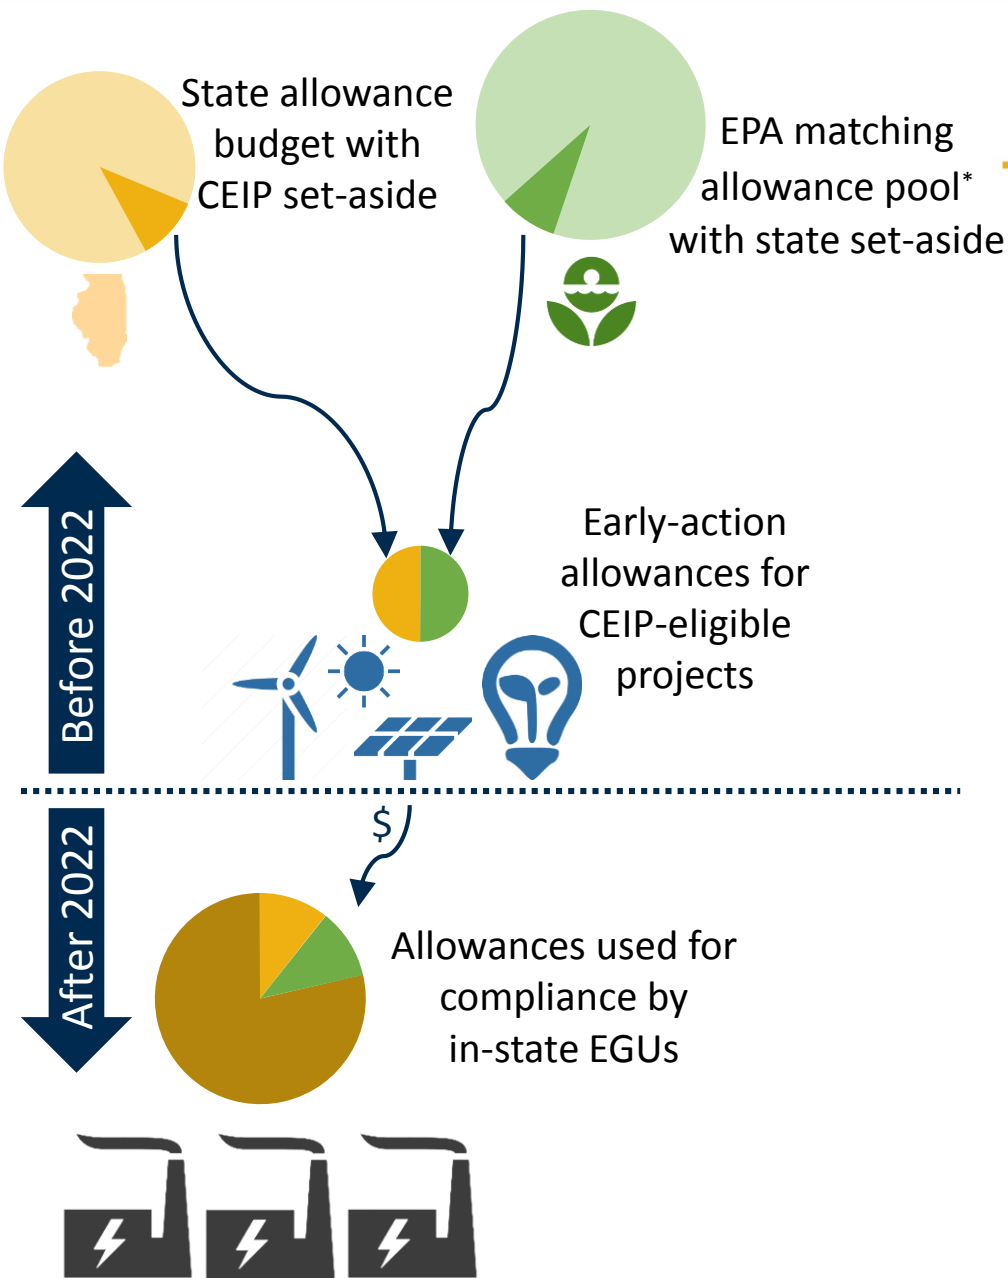 State allowance
budget with
CEIP set-aside
EPA matching
allowance pool*
with state set-aside
Before 2022
Early-action
allowances for
CEIP-eligible
projects
After 2022
$
Allowances used for
compliance by
in-state EGUs